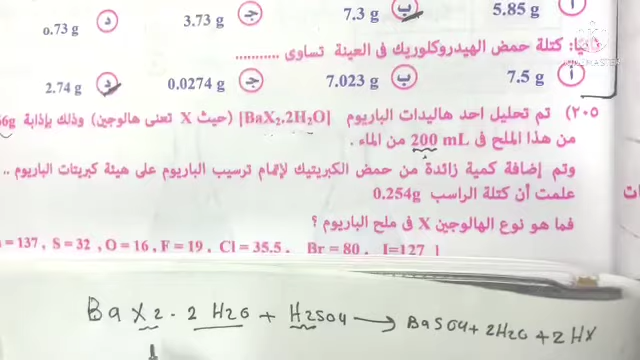 أ 5.85 g ب 7.3 g جـ 3.73 g د 0.73 g
كتلة حمض الهيدروكلوريك فى العينة تساوى ..........
أ 7.5 g ب 7.023 g جـ 0.0274 g د 2.74 g
٢٠٥) تم تحليل احد هاليدات الباريوم [BaX2.2H2O] (حيث X تعنى هالوجين) وذلك بإذابة
من هذا الملح فى 200 mL من الماء .
وتم إضافة كمية زائدة من حمض الكبريتيك لإتمام ترسيب الباريوم على هيئة كبريتات الباريوم ..
علمت أن كتلة الراسب 0.254g
فما هو نوع الهالوجين X فى ملح الباريوم ؟
= 137 , S = 32 , O = 16 , F = 19 . Cl = 35.5 . Br = 80 . I=127
BaX2 . 2 H2O + H2SO4 → BaSO4 + 2H2O + 2HX